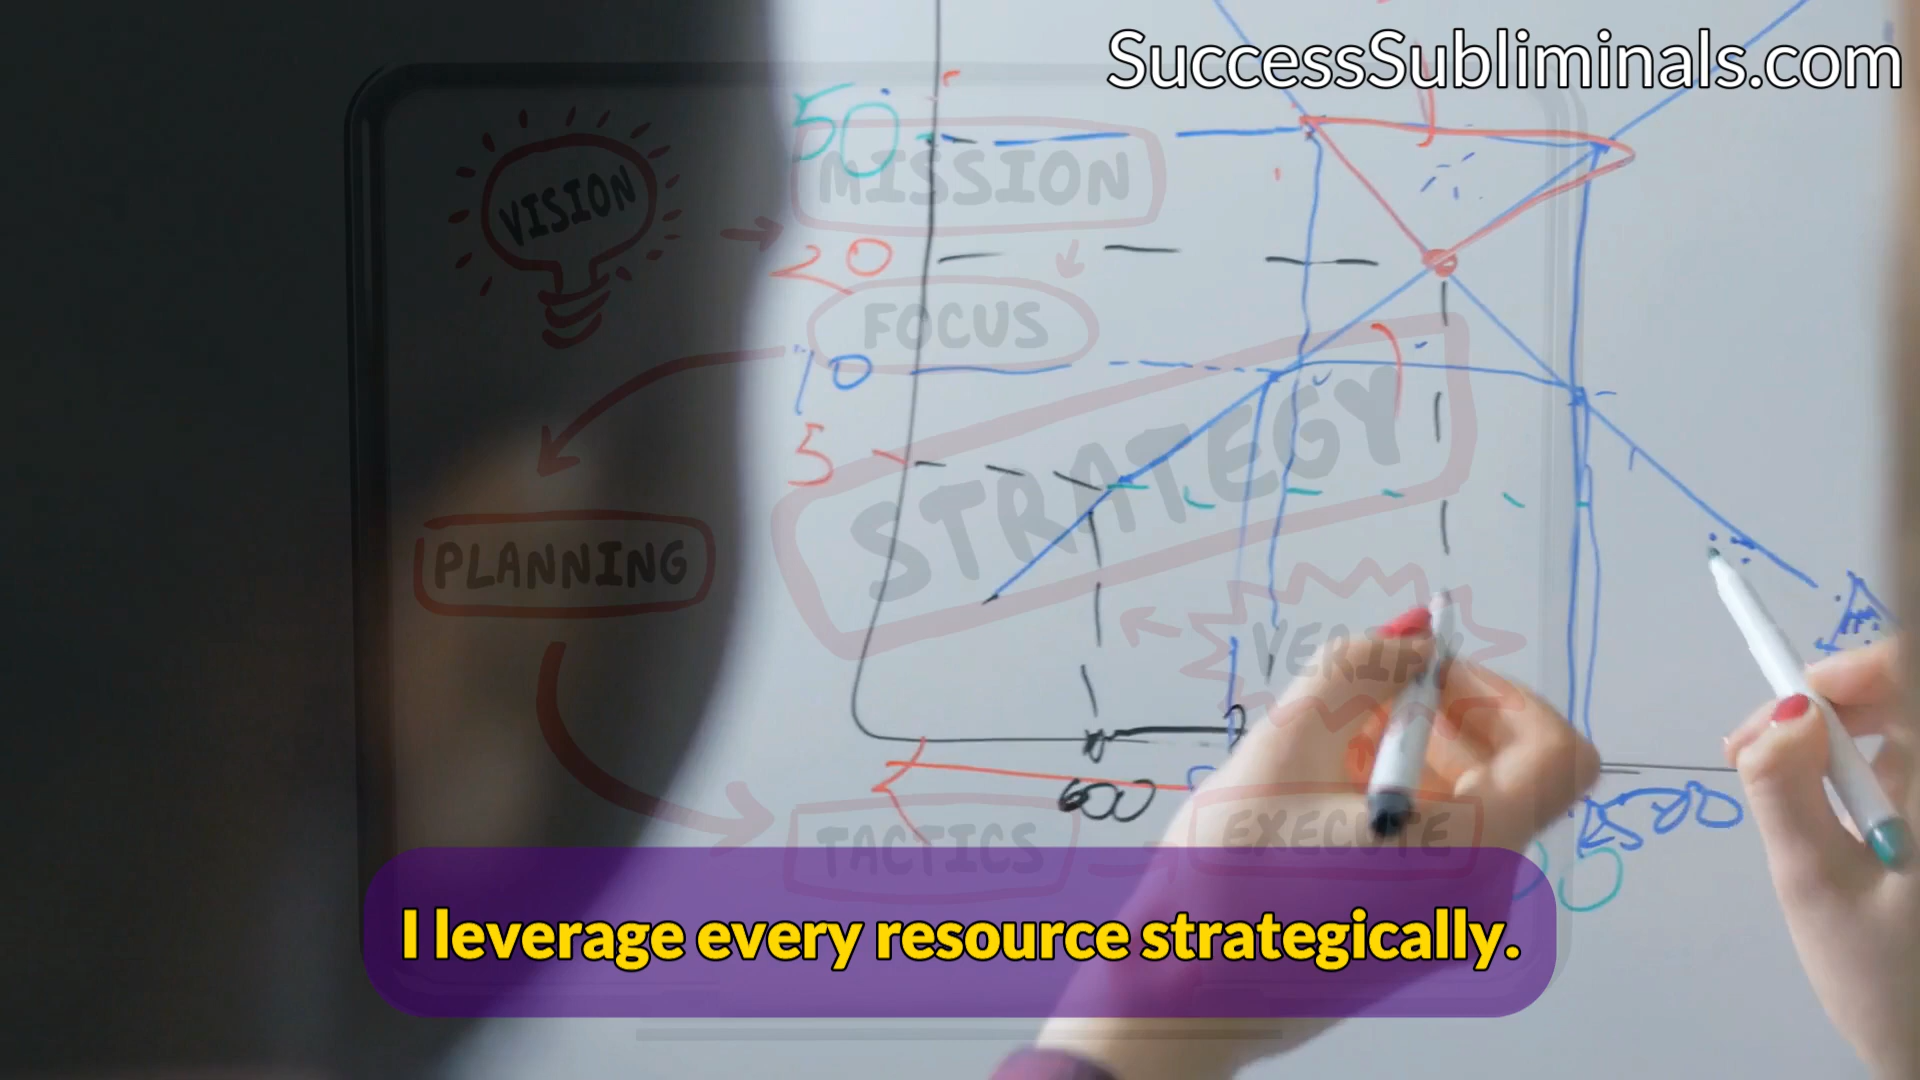 SuccessSubliminals.com
50
MISSION
VISION
20
FOCUS
10
STRATEGY
5
PLANNING
VERIFY
600
TACTICS
EXECUTE
I leverage every resource strategically.